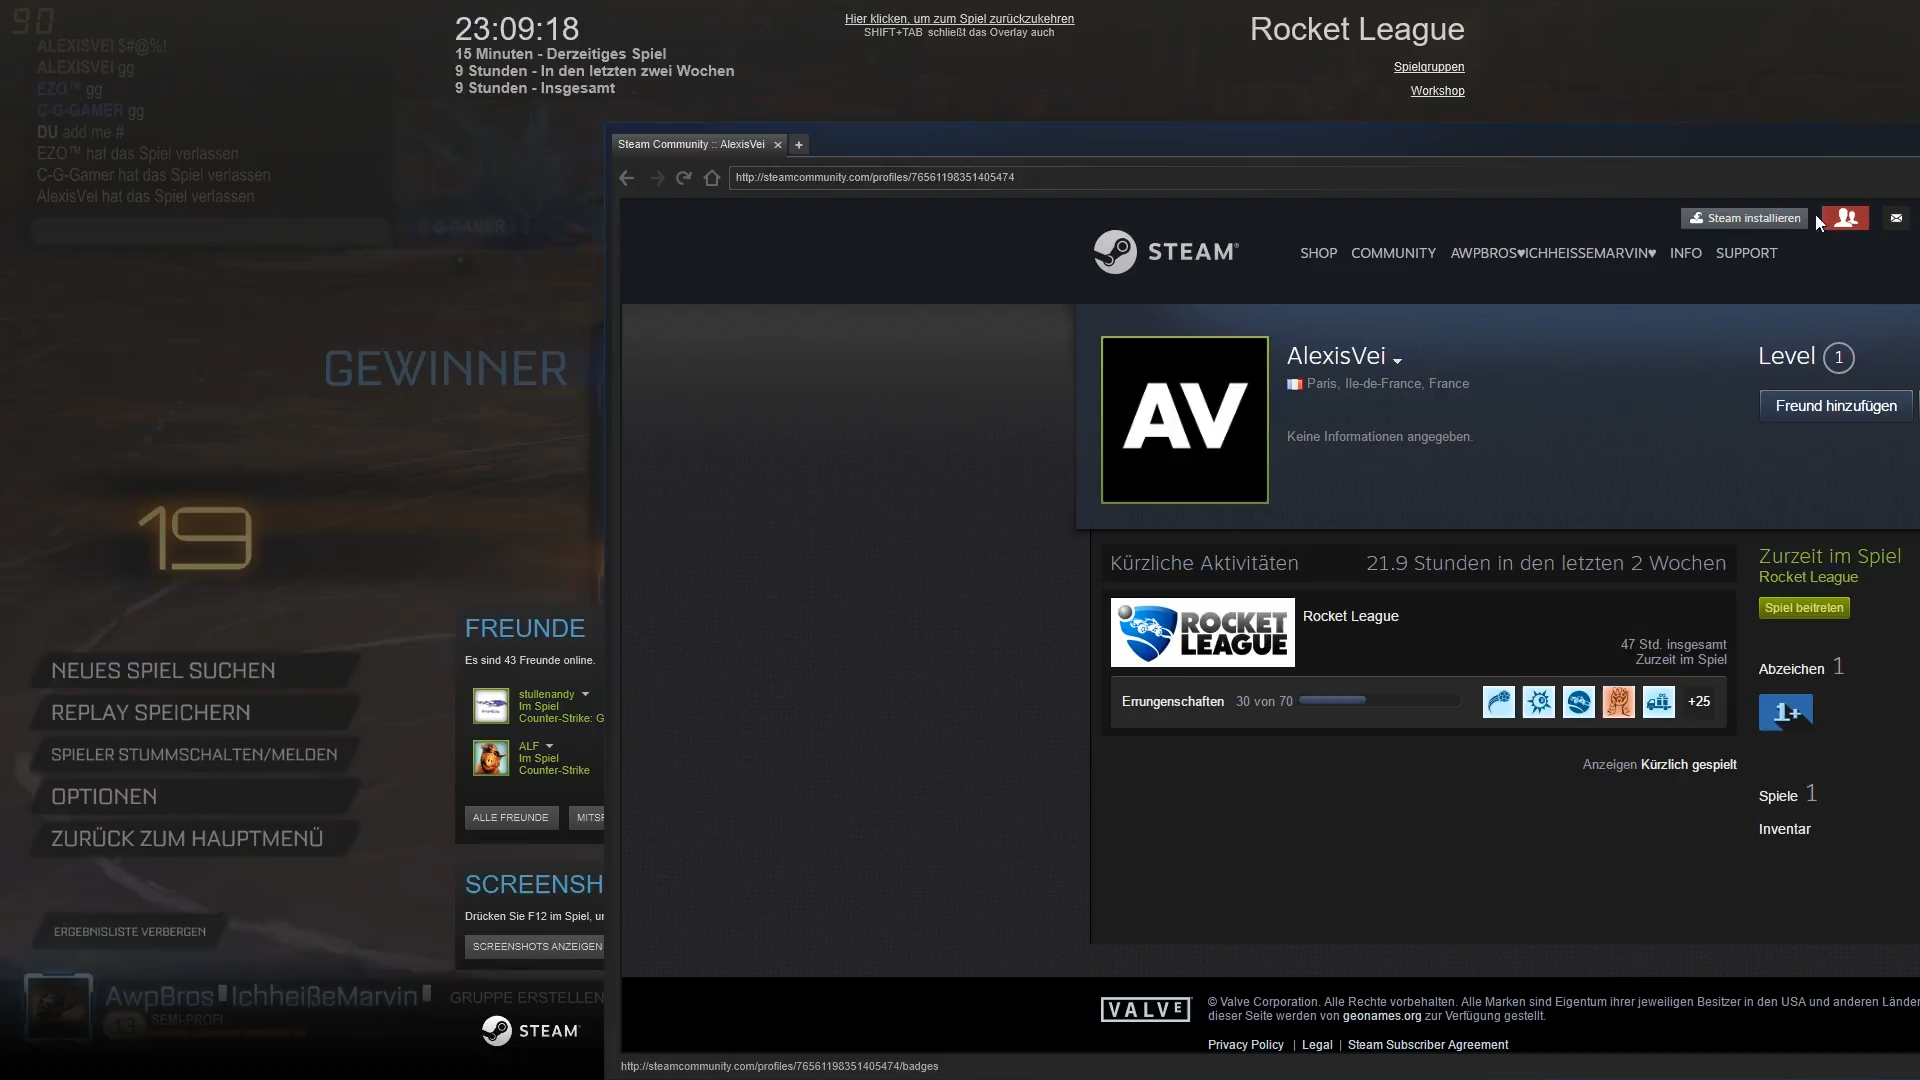 90
ALEXISVEI $#@%!
ALEXISVEI gg
EZO™ gg
C-G-GAMER gg
DU add me #
EZO™ hat das Spiel verlassen
C-G-Gamer hat das Spiel verlassen
AlexisVei hat das Spiel verlassen
C-G-GAMER
23:09:18
15 Minuten - Derzeitiges Spiel
9 Stunden - In den letzten zwei Wochen
9 Stunden - Insgesamt
Hier klicken, um zum Spiel zurückzukehren
SHIFT+TAB schließt das Overlay auch
Rocket League
Spielgruppen
Workshop
Steam Community :: AlexisVei
http://steamcommunity.com/profiles/76561198351405474
Steam installieren
STEAM®
SHOP COMMUNITY AWPBROS♥ICHHEISSEMARVIN♥ INFO SUPPORT
AV
AlexisVei
Paris, Ile-de-France, France
Keine Informationen angegeben.
Level 1
Freund hinzufügen
Kürzliche Aktivitäten 21.9 Stunden in den letzten 2 Wochen
ROCKET LEAGUE
Rocket League
47 Std. insgesamt
Zurzeit im Spiel
Errungenschaften 30 von 70 +25
Anzeigen Kürzlich gespielt
Zurzeit im Spiel
Rocket League
Spiel beitreten
Abzeichen 1
1+
Spiele 1
Inventar
GEWINNER
19
NEUES SPIEL SUCHEN
REPLAY SPEICHERN
SPIELER STUMMSCHALTEN/MELDEN
OPTIONEN
ZURÜCK ZUM HAUPTMENÜ
ERGEBNISLISTE VERBERGEN
AwpBros IchheißeMarvin
13 SEMI-PROFI
GRUPPE ERSTELLEN
FREUNDE
Es sind 43 Freunde online.
stullenandy
Im Spiel
Counter-Strike: G
ALF
Im Spiel
Counter-Strike
ALLE FREUNDE
SCREENSH
Drücken Sie F12 im Spiel, u
SCREENSHOTS ANZEIGEN
STEAM
VALVE
© Valve Corporation. Alle Rechte vorbehalten. Alle Marken sind Eigentum ihrer jeweiligen Besitzer in den USA und anderen Länder
dieser Seite werden von geonames.org zur Verfügung gestellt.
Privacy Policy | Legal | Steam Subscriber Agreement
http://steamcommunity.com/profiles/76561198351405474/badges